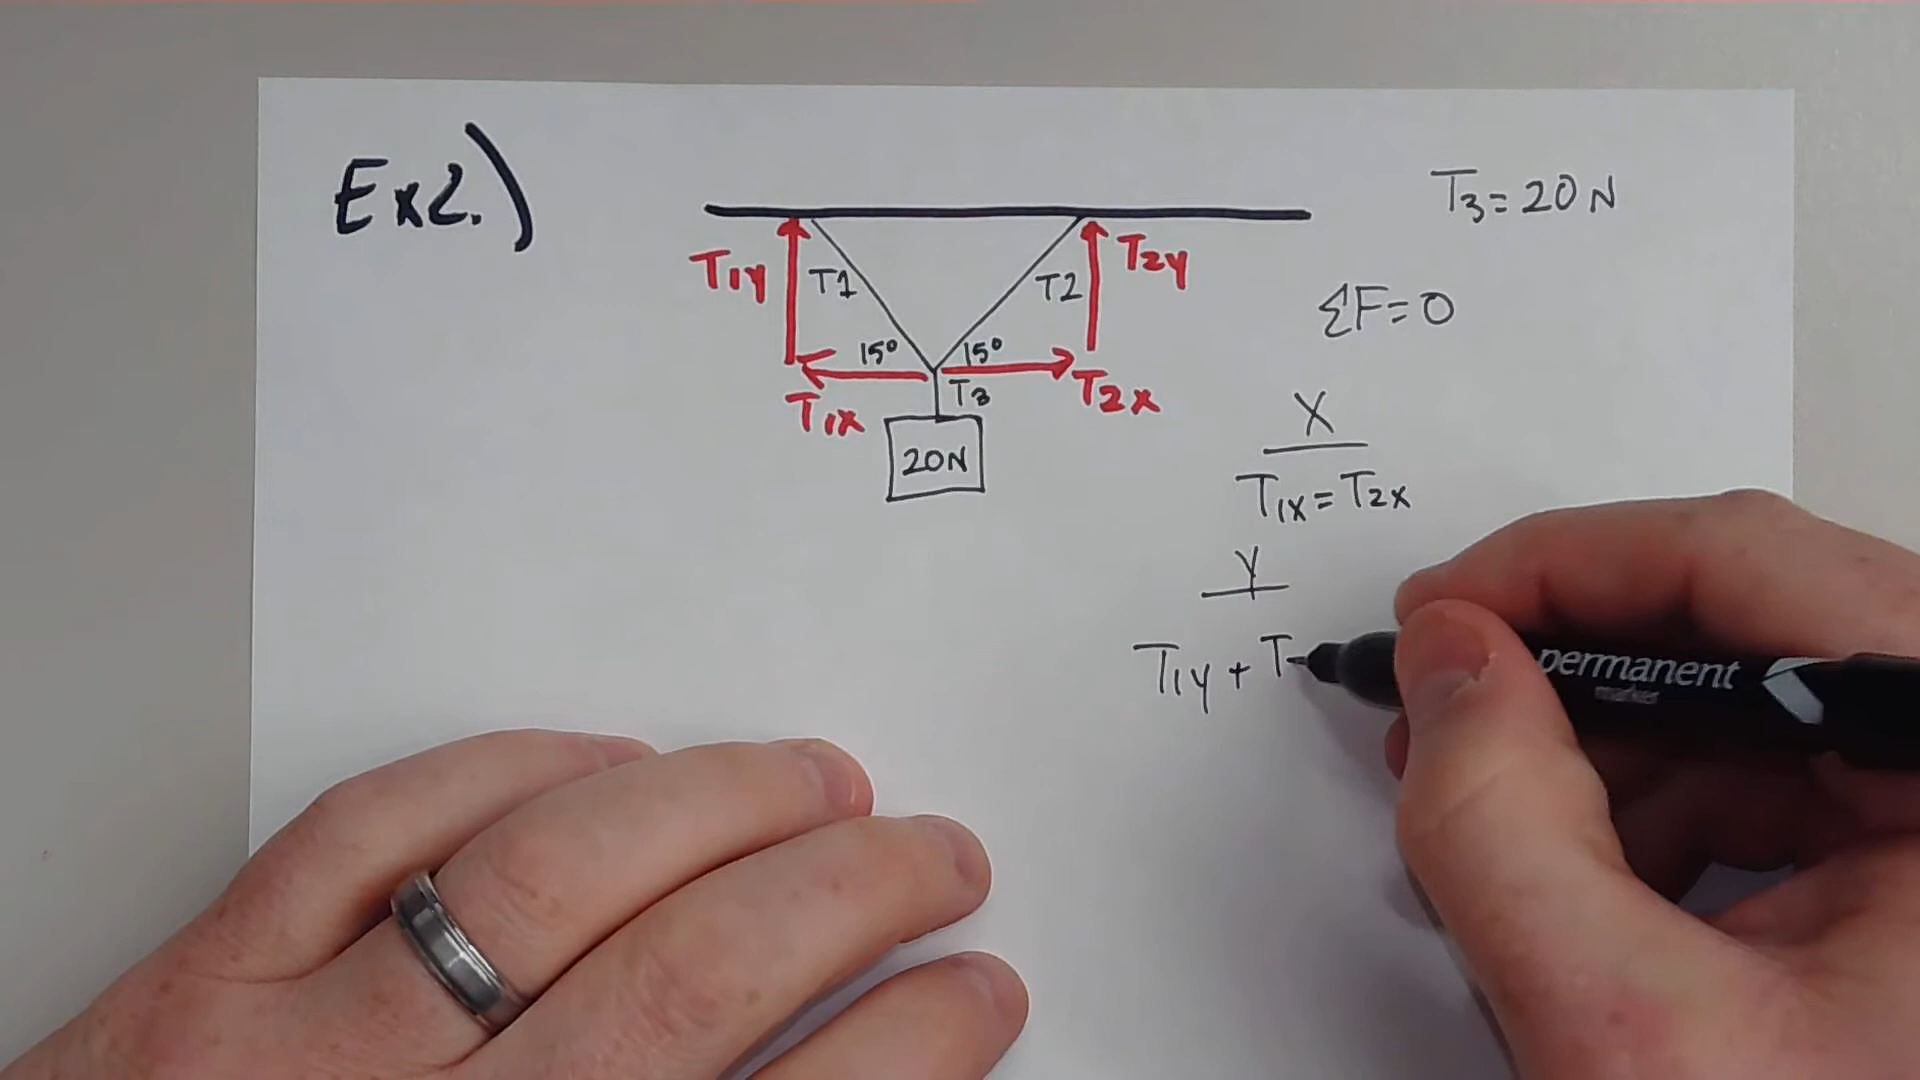 Ex2.)
T3=20N
T1y
T1
T2
T2y
ΣF=0
15°
15°
T1x
T3
T2x
20N
X
T1x=T2x
Y
T1y+T
permanent
marker